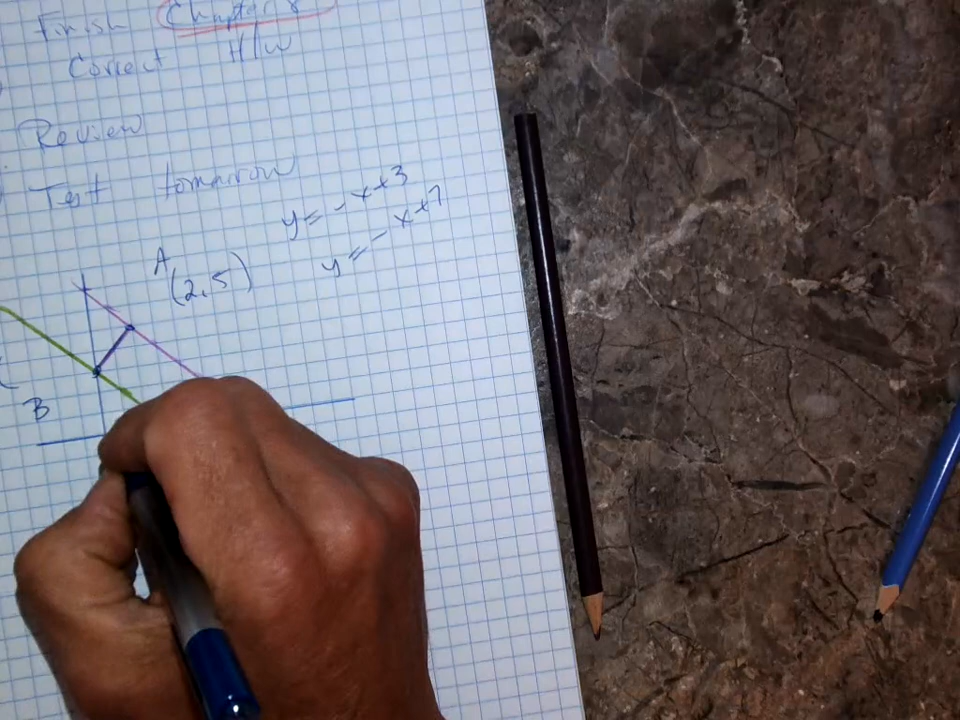 Finish Chapter 8
Correct H/W
Review
Test tomorrow
y = -x+3
y = -x+7
A
(2,5)
B